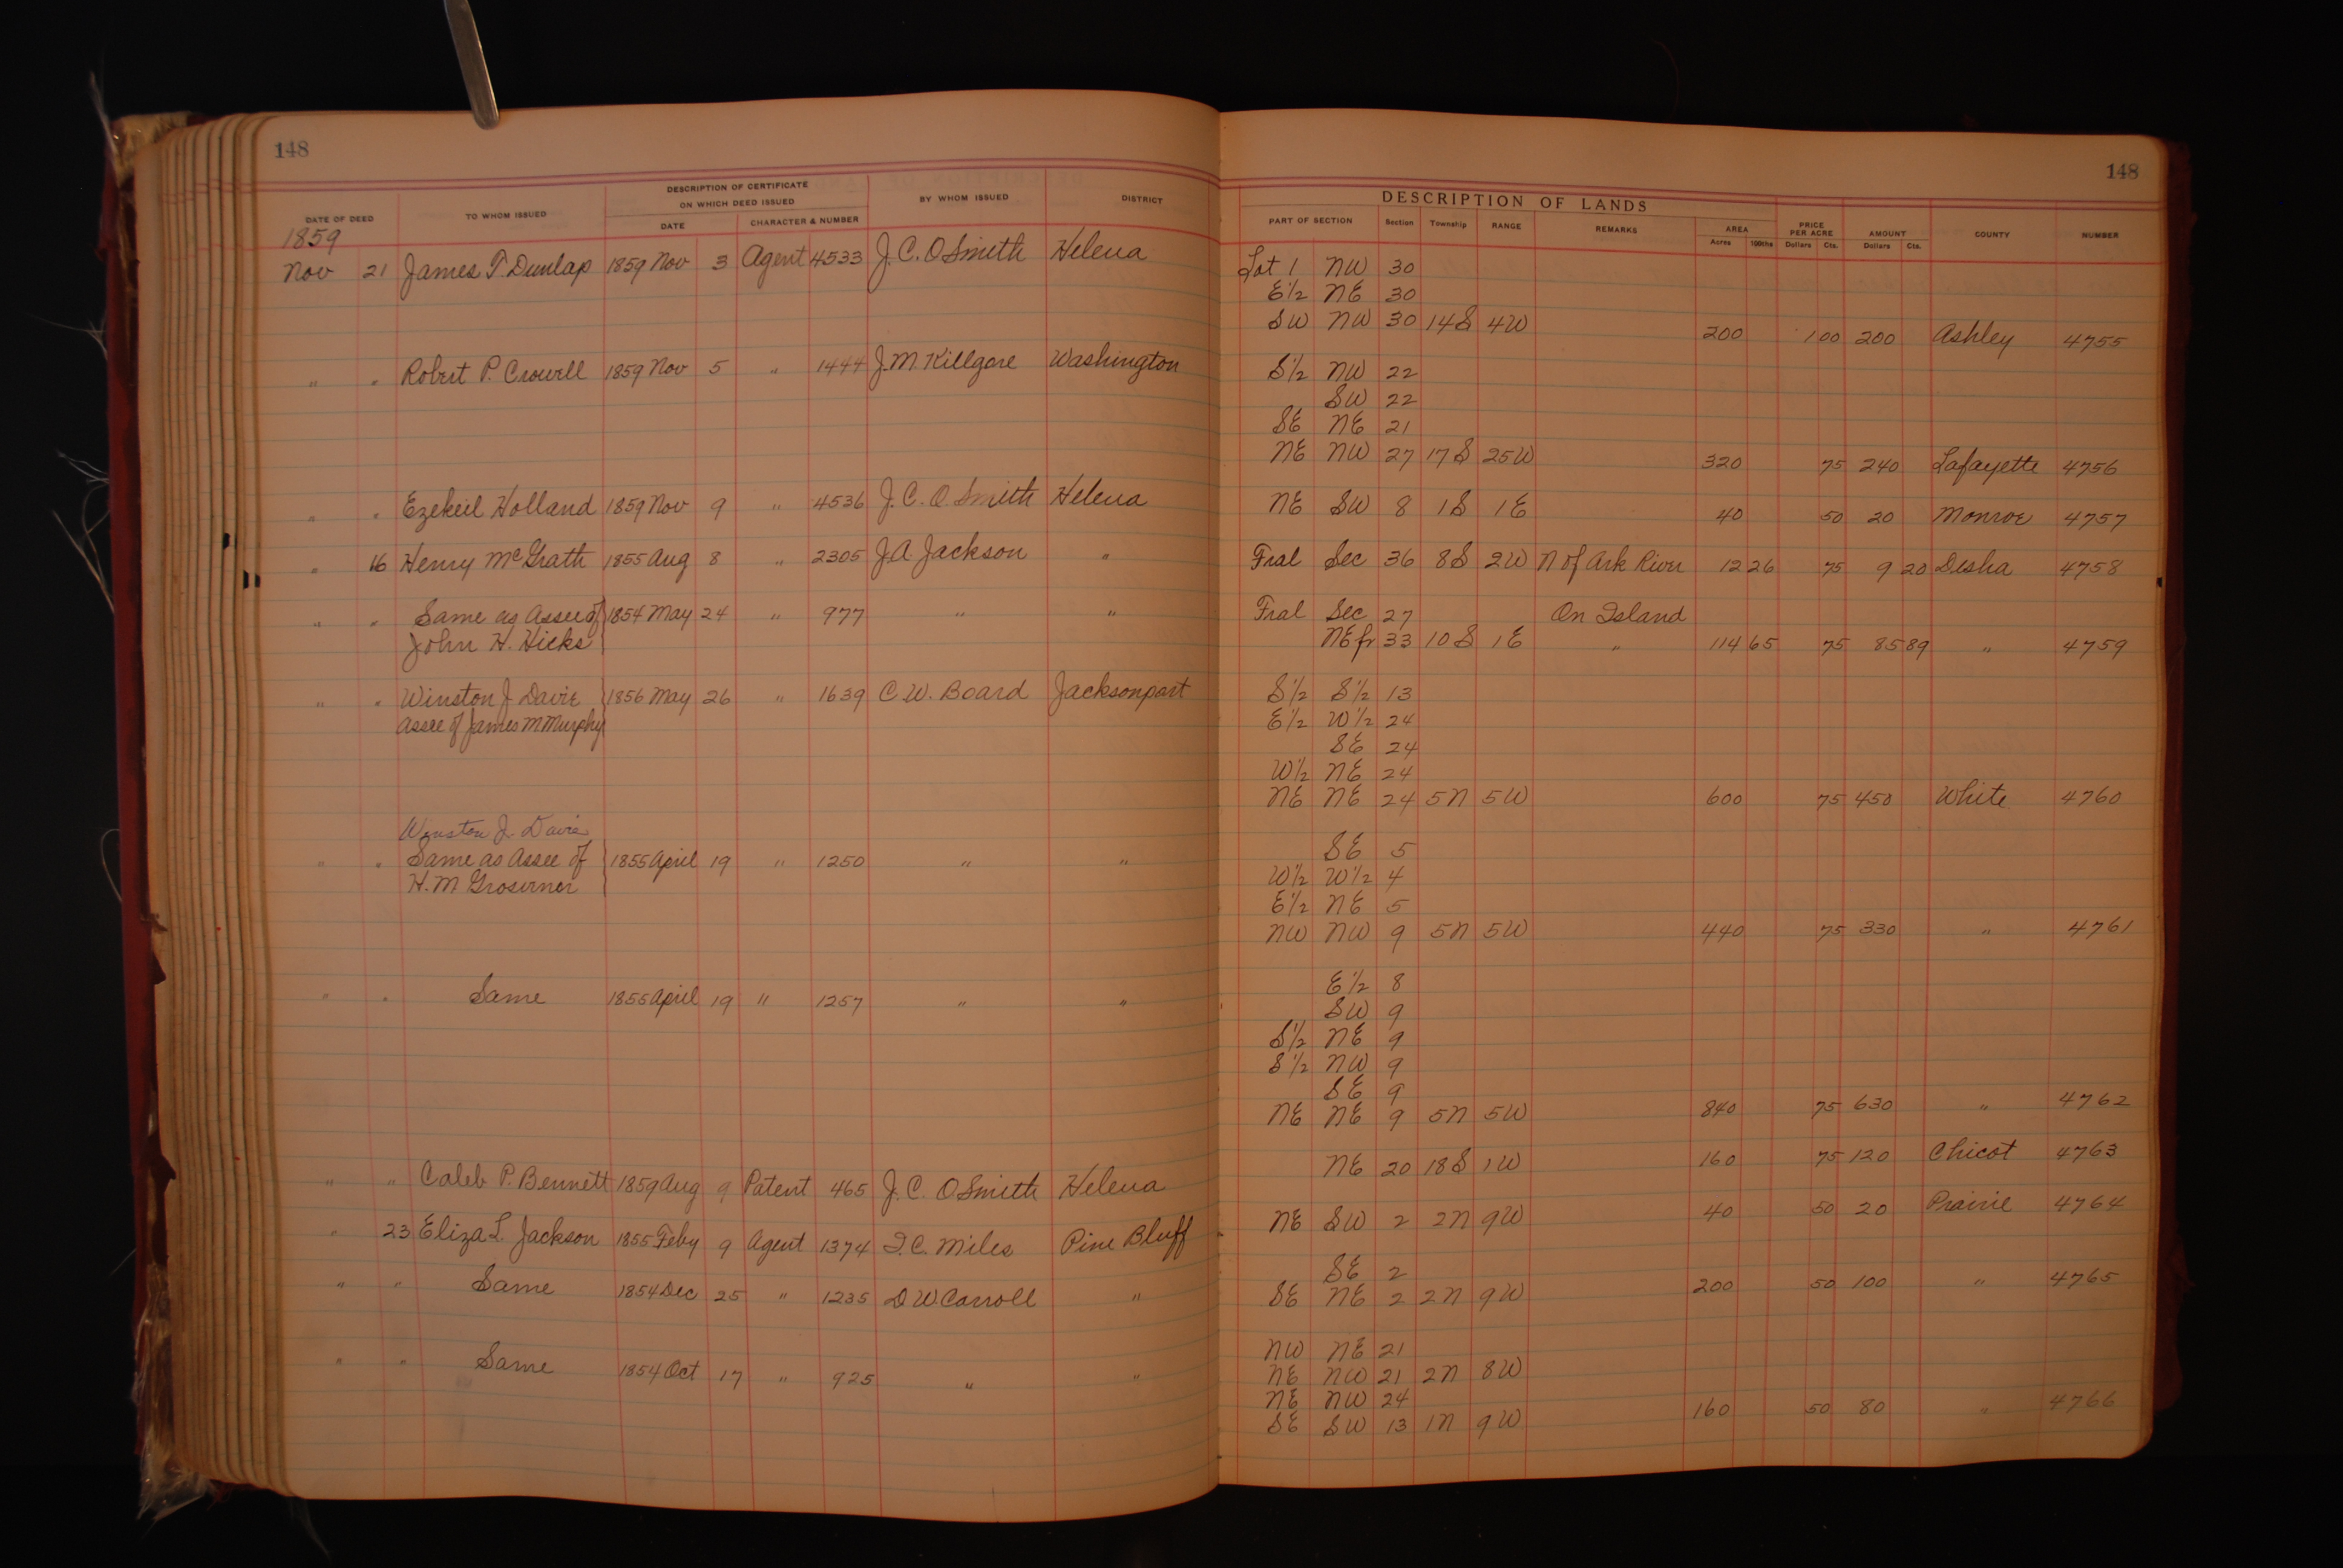 148
DATE OF DEED TO WHOM ISSUED DESCRIPTION OF CERTIFICATE ON WHICH DEED ISSUED DATE CHARACTER & NUMBER BY WHOM ISSUED DISTRICT
1859
Nov 21 James T. Dunlap 1859 Nov 3 Agent 4533 J. C. O Smith Helena
" " Robert P. Crowell 1859 Nov 5 " 1444 J. M Killgore Washington
" " Ezekeil Holland 1859 Nov 9 " 4536 J. C. O. Smith Helena
" 16 Henry McGrath 1855 Aug 8 " 2305 J. A. Jackson "
" " Same as Assee of 1854 May 24 " 977 " "
John H. Hicks
" " Winston J Davie 1856 May 26 " 1639 C. W. Board Jacksonport
Assee of James M Murphy
Winston J. Davie
" " Same as Assee of 1855 April 19 " 1250 " "
H. M Grosvrner
" " Same 1855 April 19 " 1257 " "
" " Caleb P. Bennett 1859 Aug 9 Patent 465 J. C. O Smith Helena
" 23 Eliza L. Jackson 1855 Feby 9 Agent 1374 I. C. Miles Pine Bluff
" " Same 1854 Dec 25 " 1235 D W Carroll "
" " Same 1854 Oct 17 " 925 " "
148
DESCRIPTION OF LANDS
PART OF SECTION Section Township RANGE REMARKS AREA Acres 100ths PRICE PER ACRE Dollars Cts. AMOUNT Dollars Cts. COUNTY NUMBER
Lot 1 NW 30
E½ NE 30
SW NW 30 14S 4W 200 1 00 200 Ashley 4755
S½ NW 22
SW 22
SE NE 21
NE NW 27 17S 25W 320 75 240 Lafayette 4756
NE SW 8 1S 1E 40 50 20 Monroe 4757
Fral Sec 36 8S 2W N of Ark River 12 26 75 9 20 Desha 4758
Fral Sec 27 On Island
NE fr 33 10S 1E " 114 65 75 85 89 " 4759
S½ S½ 13
E½ W½ 24
SE 24
W½ NE 24
NE NE 24 5N 5W 600 75 450 White 4760
SE 5
W½ W½ 4
E½ NE 5
NW NW 9 5N 5W 440 75 330 " 4761
E½ 8
SW 9
S½ NE 9
S½ NW 9
SE 9
NE NE 9 5N 5W 840 75 630 " 4762
NE 20 18S 1W 160 75 120 Chicot 4763
NE SW 2 2N 9W 40 50 20 Prairie 4764
SE 2
SE NE 2 2N 9W 200 50 100 " 4765
NW NE 21
NE NW 21 2N 8W
NE NW 24
SE SW 13 1N 9W 160 50 80 " 4766